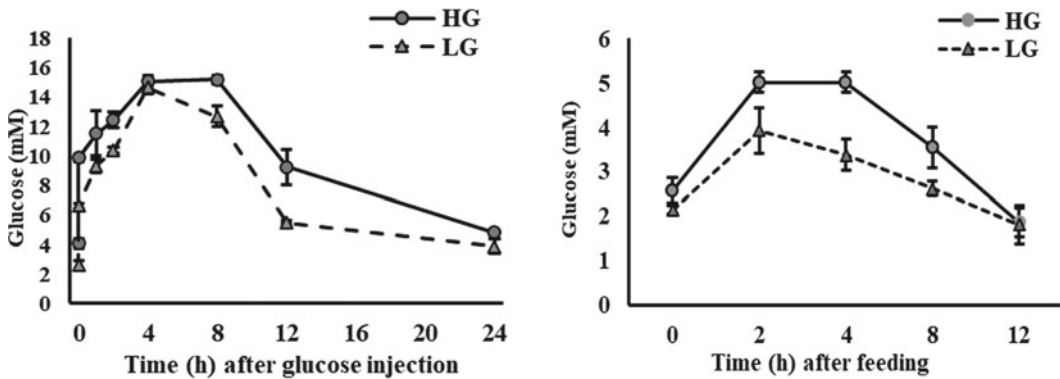 HG
LG
Glucose (mM)
18
16
14
12
10
8
6
4
2
0
0 4 8 12 16 20 24
Time (h) after glucose injection
HG
LG
Glucose (mM)
6
5
4
3
2
1
0
0 2 4 8 12
Time (h) after feeding